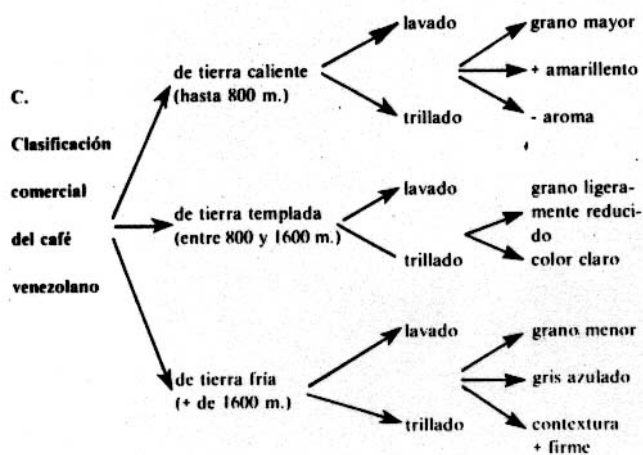 C.
Clasificación
comercial
del café
venezolano
de tierra caliente
(hasta 800 m.)
lavado
trillado
grano mayor
+ amarillento
- aroma
de tierra templada
(entre 800 y 1600 m.)
lavado
trillado
grano ligera-
mente reduci-
do
color claro
de tierra fría
(+ de 1600 m.)
lavado
trillado
grano menor
gris azulado
contextura
+ firme